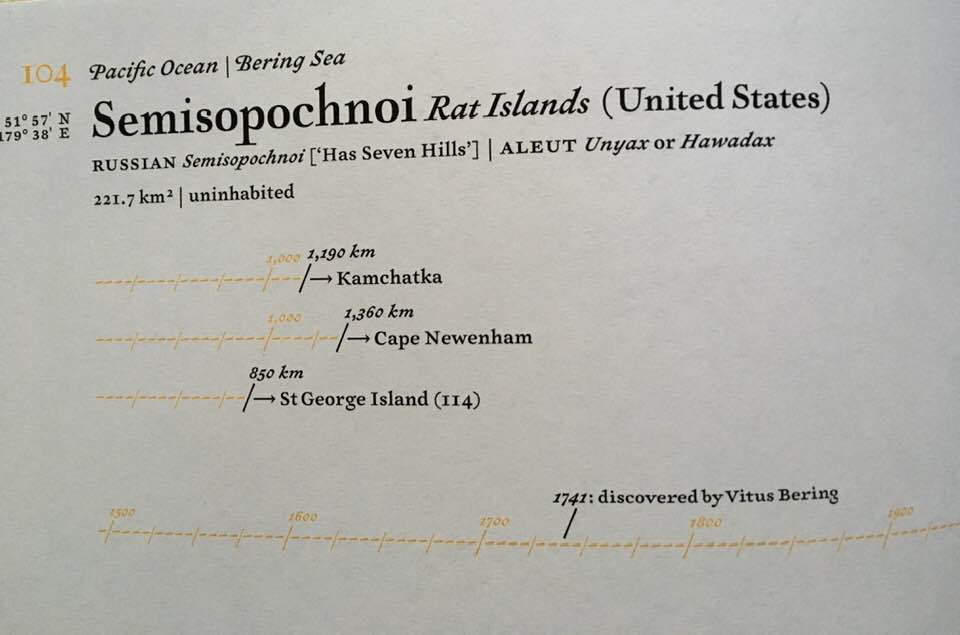 104 Pacific Ocean | Bering Sea
51° 57' N
179° 38' E
Semisopochnoi Rat Islands (United States)
RUSSIAN Semisopochnoi [‘Has Seven Hills’] | ALEUT Unyax or Hawadax
221.7 km² | uninhabited
1,000 1,190 km
→ Kamchatka
1,000 1,360 km
→ Cape Newenham
850 km
→ St George Island (114)
1741: discovered by Vitus Bering
1500 1600 1700 1800 1900